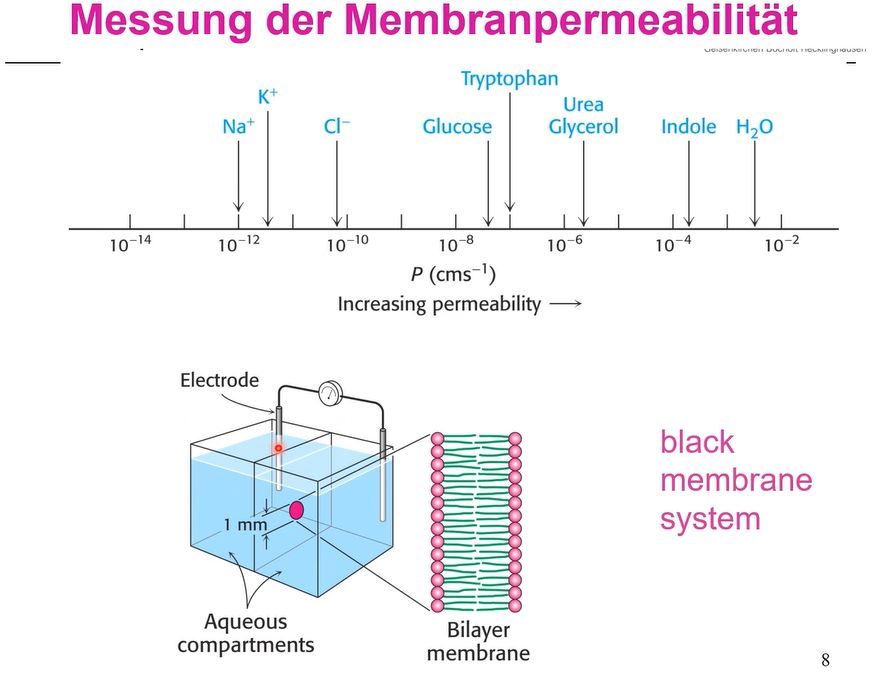 Messung der Membranpermeabilität
Gelsenkirchen Bocholt Recklinghausen
Tryptophan
K⁺
Urea
Na⁺ Cl⁻ Glucose Glycerol Indole H₂O
10⁻¹⁴ 10⁻¹² 10⁻¹⁰ 10⁻⁸ 10⁻⁶ 10⁻⁴ 10⁻²
P (cms⁻¹)
Increasing permeability
Electrode
black
membrane
system
1 mm
Aqueous
compartments
Bilayer
membrane
8